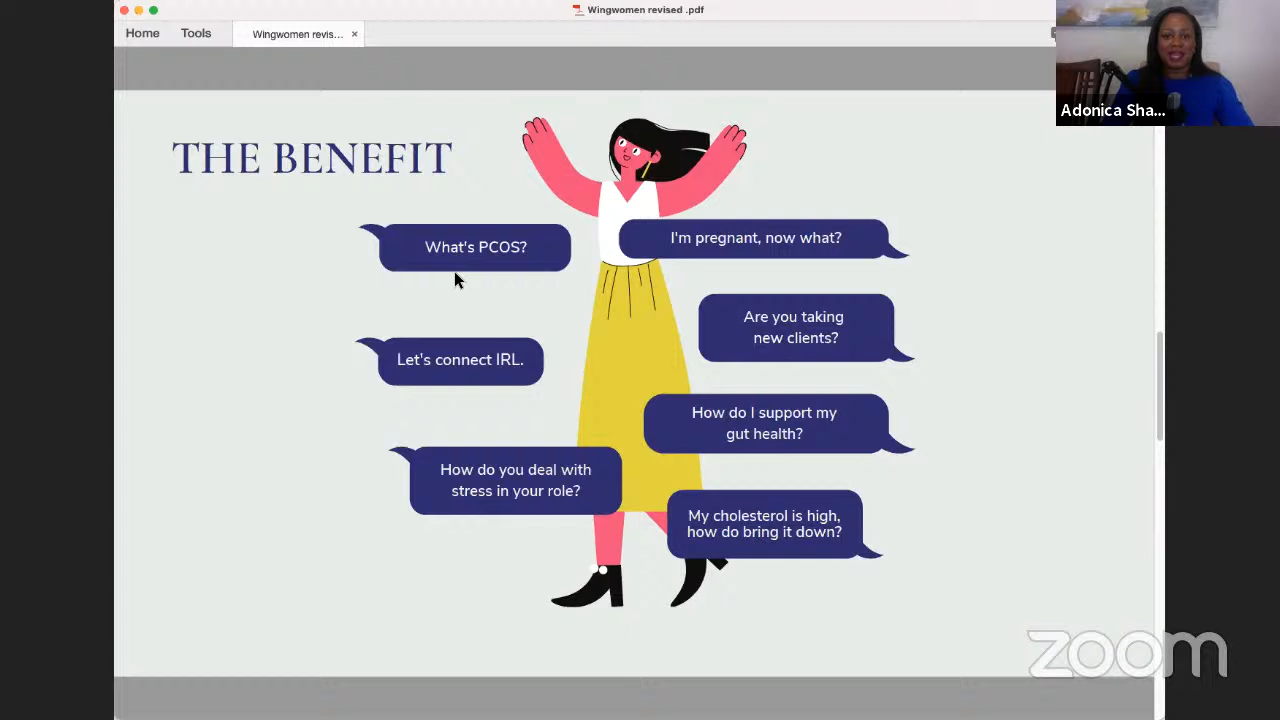 Wingwomen revised .pdf
Home
Tools
Wingwomen revis...
×
Adonica Sha...
THE BENEFIT
What's PCOS?
I'm pregnant, now what?
Are you taking
new clients?
Let's connect IRL.
How do I support my
gut health?
How do you deal with
stress in your role?
My cholesterol is high,
how do bring it down?
zoom